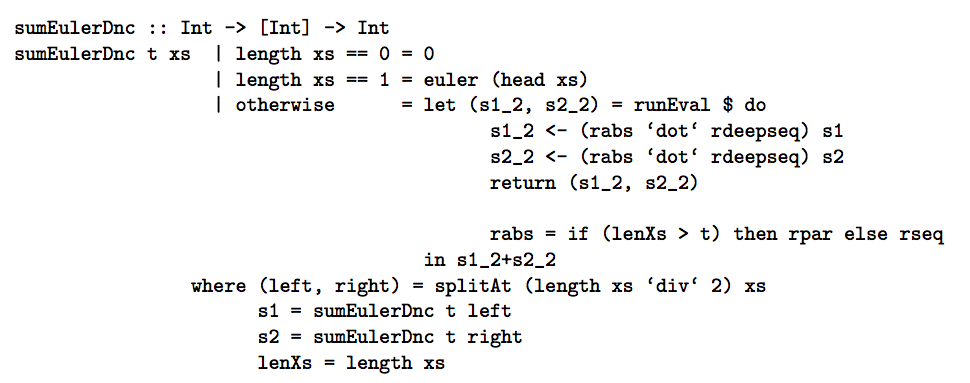 sumEulerDnc :: Int -> [Int] -> Int
sumEulerDnc t xs | length xs == 0 = 0
| length xs == 1 = euler (head xs)
| otherwise = let (s1_2, s2_2) = runEval $ do
s1_2 <- (rabs ‘dot‘ rdeepseq) s1
s2_2 <- (rabs ‘dot‘ rdeepseq) s2
return (s1_2, s2_2)
rabs = if (lenXs > t) then rpar else rseq
in s1_2+s2_2
where (left, right) = splitAt (length xs ‘div‘ 2) xs
s1 = sumEulerDnc t left
s2 = sumEulerDnc t right
lenXs = length xs